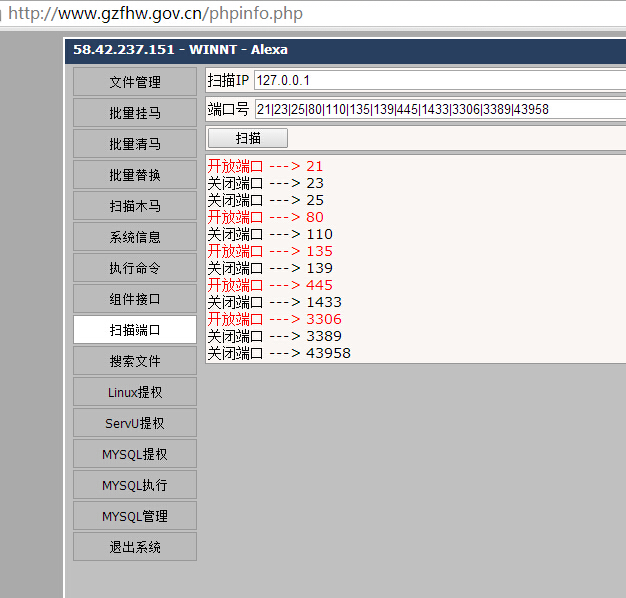 http://www.gzfhw.gov.cn/phpinfo.php
58.42.237.151 - WINNT - Alexa
文件管理
批量挂马
批量清马
批量替换
扫描木马
系统信息
执行命令
组件接口
扫描端口
搜索文件
Linux提权
ServU提权
MYSQL提权
MYSQL执行
MYSQL管理
退出系统
扫描IP 127.0.0.1
端口号 21|23|25|80|110|135|139|445|1433|3306|3389|43958
扫描
开放端口 ---> 21
关闭端口 ---> 23
关闭端口 ---> 25
开放端口 ---> 80
关闭端口 ---> 110
开放端口 ---> 135
关闭端口 ---> 139
开放端口 ---> 445
关闭端口 ---> 1433
开放端口 ---> 3306
关闭端口 ---> 3389
关闭端口 ---> 43958